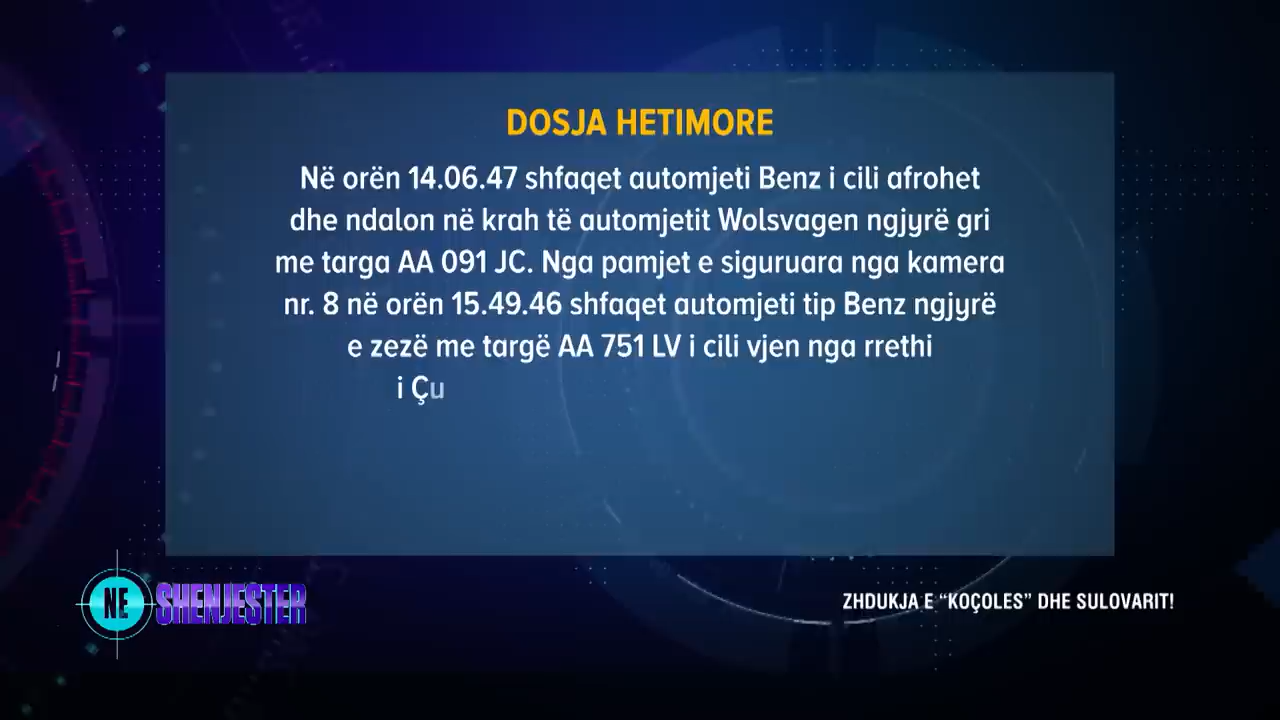 DOSJA HETIMORE
Në orën 14.06.47 shfaqet automjeti Benz i cili afrohet
dhe ndalon në krah të automjetit Wolsvagen ngjyrë gri
me targa AA 091 JC. Nga pamjet e siguruara nga kamera
nr. 8 në orën 15.49.46 shfaqet automjeti tip Benz ngjyrë
e zezë me targë AA 751 LV i cili vjen nga rrethi
i Çu
NE SHENJESTER
ZHDUKJA E “KOÇOLES” DHE SULOVARIT!